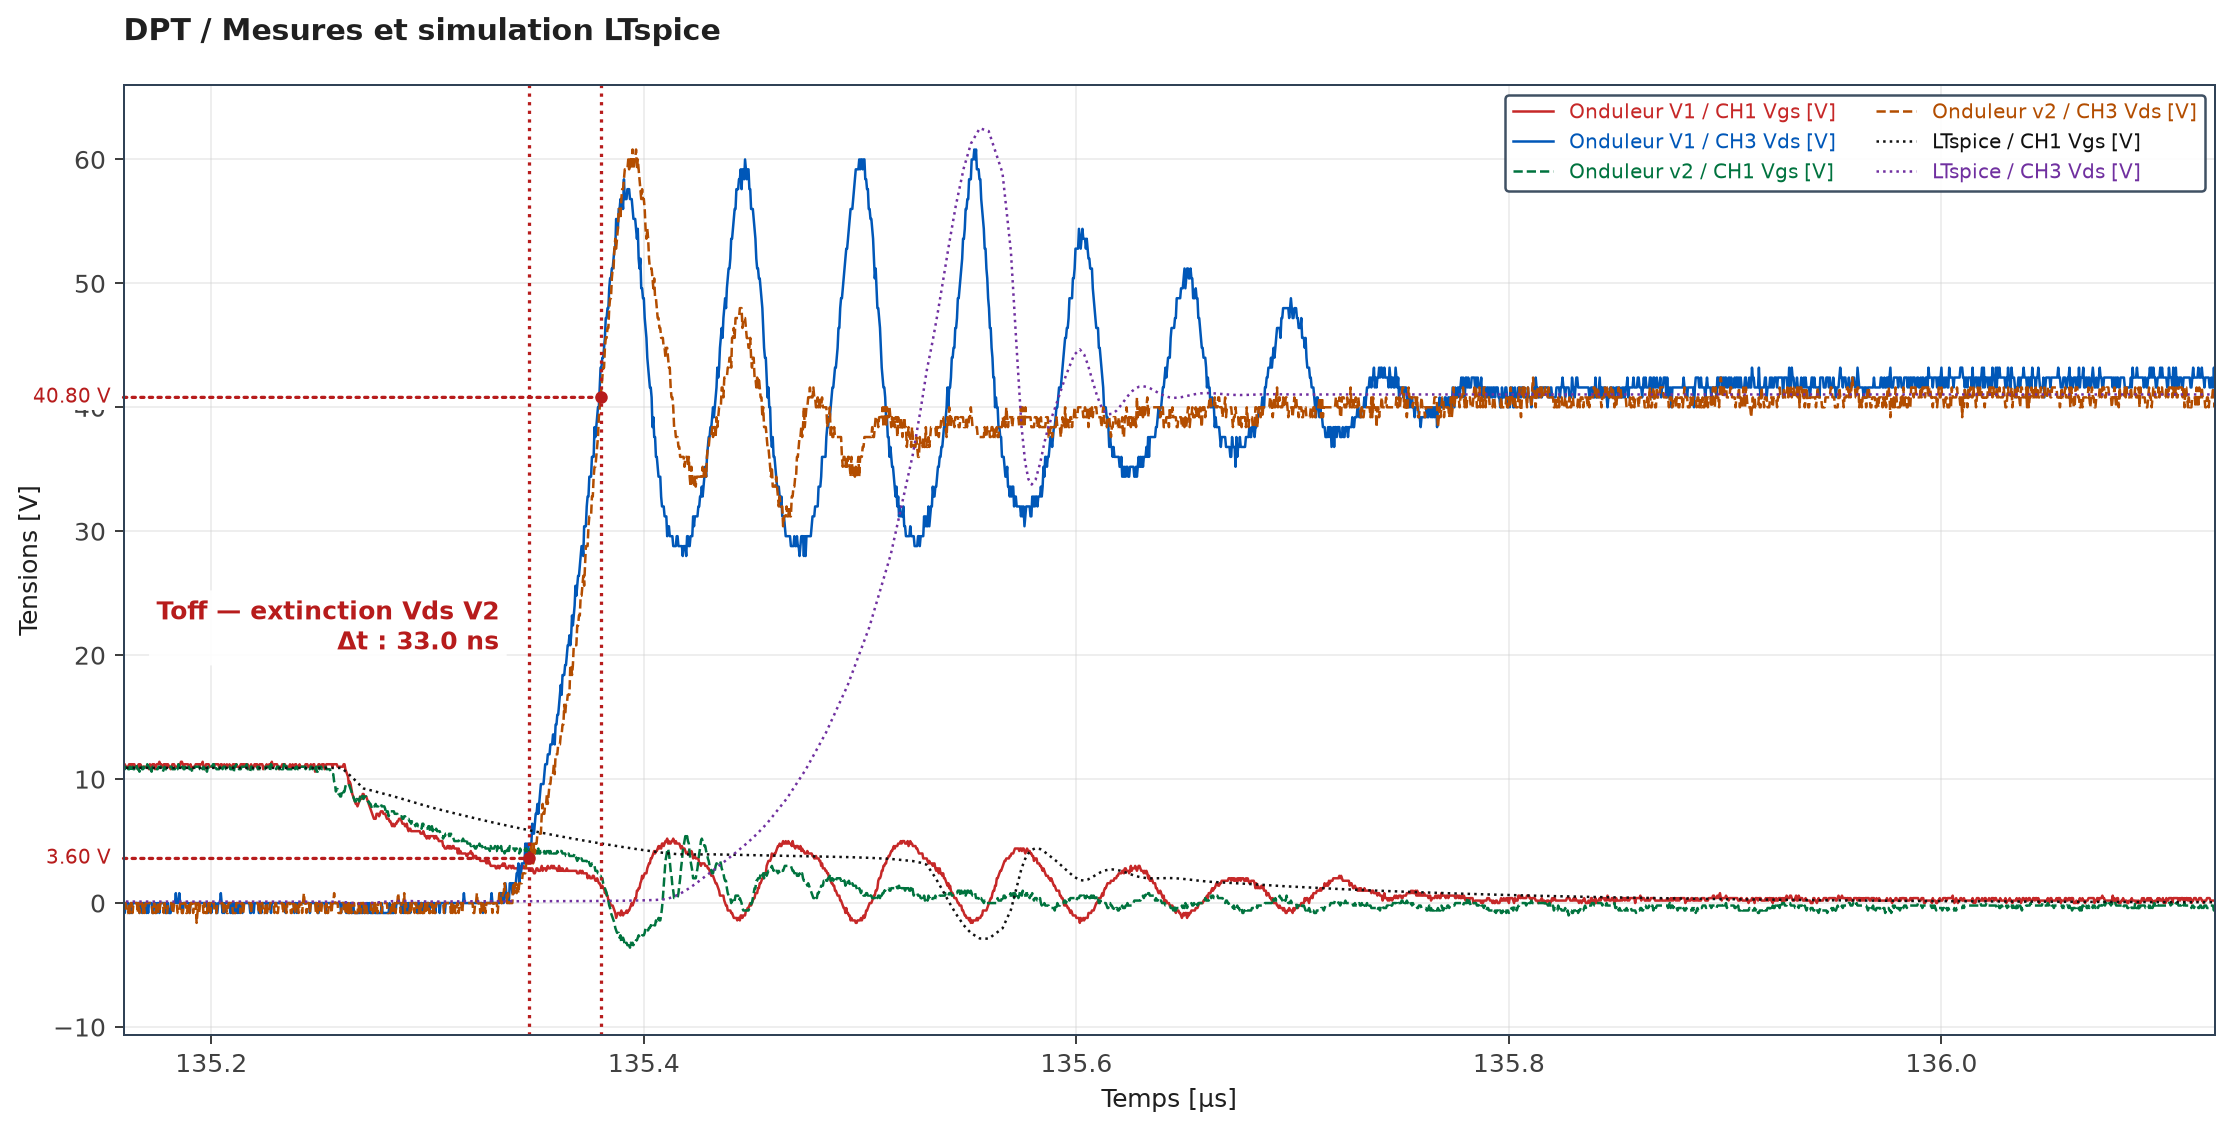 DPT / Mesures et simulation LTspice
Onduleur V1 / CH1 Vgs [V]
Onduleur V1 / CH3 Vds [V]
Onduleur v2 / CH1 Vgs [V]
Onduleur v2 / CH3 Vds [V]
LTspice / CH1 Vgs [V]
LTspice / CH3 Vds [V]
60
50
40.80 V
40
30
Toff — extinction Vds V2
Δt : 33.0 ns
20
10
3.60 V
0
−10
Tensions [V]
135.2
135.4
135.6
135.8
136.0
Temps [µs]